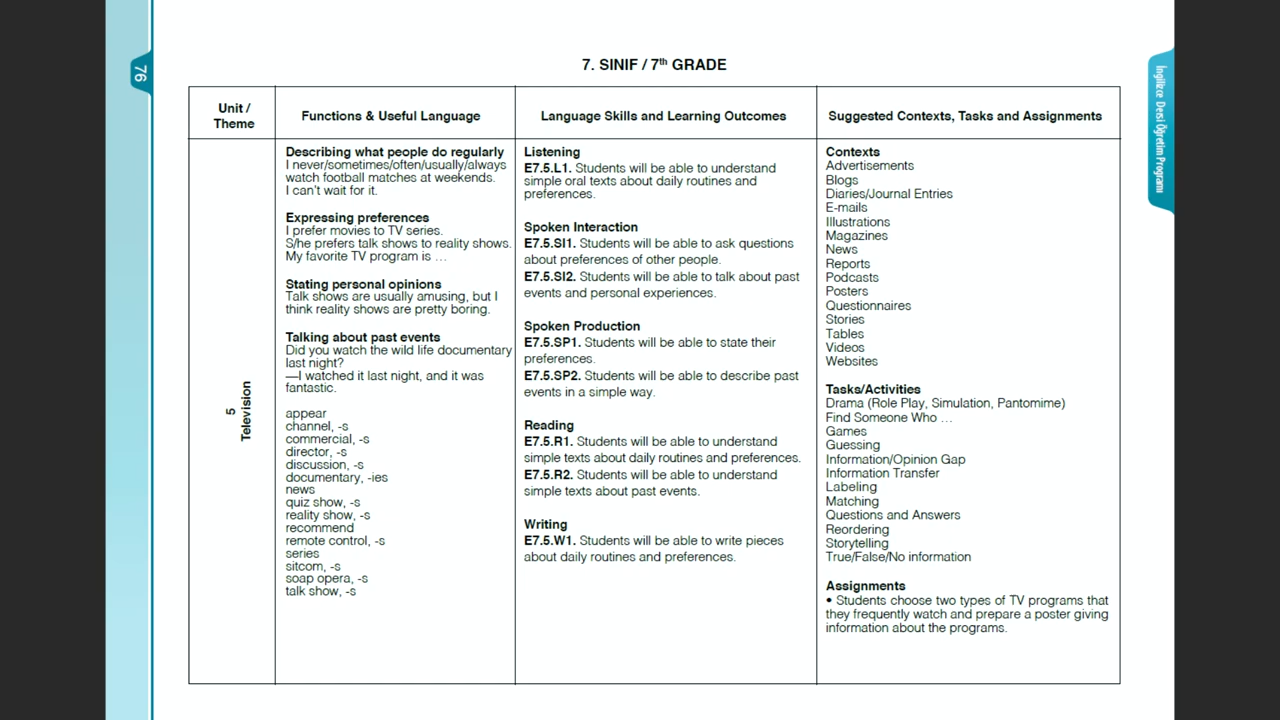 76
7. SINIF / 7th GRADE
İngilizce Dersi Öğretim Programı
Unit /
Theme
Functions & Useful Language
Language Skills and Learning Outcomes
Suggested Contexts, Tasks and Assignments
5
Television
Describing what people do regularly
I never/sometimes/often/usually/always
watch football matches at weekends.
I can't wait for it.
Expressing preferences
I prefer movies to TV series.
S/he prefers talk shows to reality shows.
My favorite TV program is …
Stating personal opinions
Talk shows are usually amusing, but I
think reality shows are pretty boring.
Talking about past events
Did you watch the wild life documentary
last night?
—I watched it last night, and it was
fantastic.
appear
channel, -s
commercial, -s
director, -s
discussion, -s
documentary, -ies
news
quiz show, -s
reality show, -s
recommend
remote control, -s
series
sitcom, -s
soap opera, -s
talk show, -s
Listening
E7.5.L1. Students will be able to understand
simple oral texts about daily routines and
preferences.
Spoken Interaction
E7.5.SI1. Students will be able to ask questions
about preferences of other people.
E7.5.SI2. Students will be able to talk about past
events and personal experiences.
Spoken Production
E7.5.SP1. Students will be able to state their
preferences.
E7.5.SP2. Students will be able to describe past
events in a simple way.
Reading
E7.5.R1. Students will be able to understand
simple texts about daily routines and preferences.
E7.5.R2. Students will be able to understand
simple texts about past events.
Writing
E7.5.W1. Students will be able to write pieces
about daily routines and preferences.
Contexts
Advertisements
Blogs
Diaries/Journal Entries
E-mails
Illustrations
Magazines
News
Reports
Podcasts
Posters
Questionnaires
Stories
Tables
Videos
Websites
Tasks/Activities
Drama (Role Play, Simulation, Pantomime)
Find Someone Who …
Games
Guessing
Information/Opinion Gap
Information Transfer
Labeling
Matching
Questions and Answers
Reordering
Storytelling
True/False/No information
Assignments
• Students choose two types of TV programs that
they frequently watch and prepare a poster giving
information about the programs.